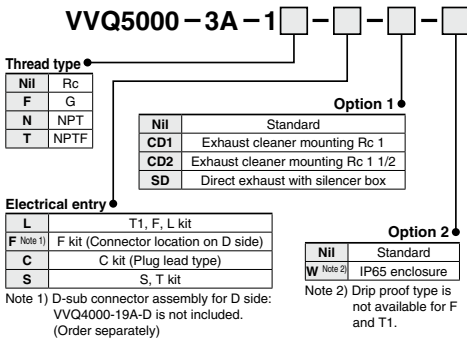 VVQ5000－3A－1□－□－□－□
Thread type
Nil Rc
F G
N NPT
T NPTF
Option 1
Nil Standard
CD1 Exhaust cleaner mounting Rc 1
CD2 Exhaust cleaner mounting Rc 1 1/2
SD Direct exhaust with silencer box
Electrical entry
L T1, F, L kit
F Note 1) F kit (Connector location on D side)
C C kit (Plug lead type)
S S, T kit
Note 1) D-sub connector assembly for D side:
VVQ4000-19A-D is not included.
(Order separately)
Option 2
Nil Standard
W Note 2) IP65 enclosure
Note 2) Drip proof type is
not available for F
and T1.